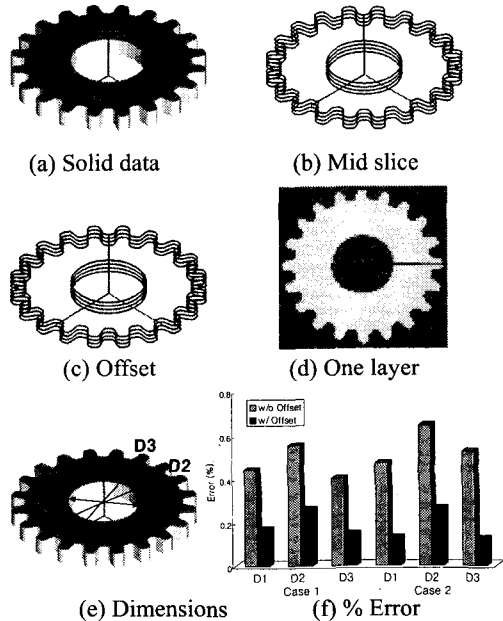 (a) Solid data
(b) Mid slice
(c) Offset
(d) One layer
D3
D2
(e) Dimensions
0.8
0.6
0.4
0.2
0
Error (%)
w/o Offset
w/ Offset
D1 D2 D3 D1 D2 D3
Case 1 Case 2
(f) % Error